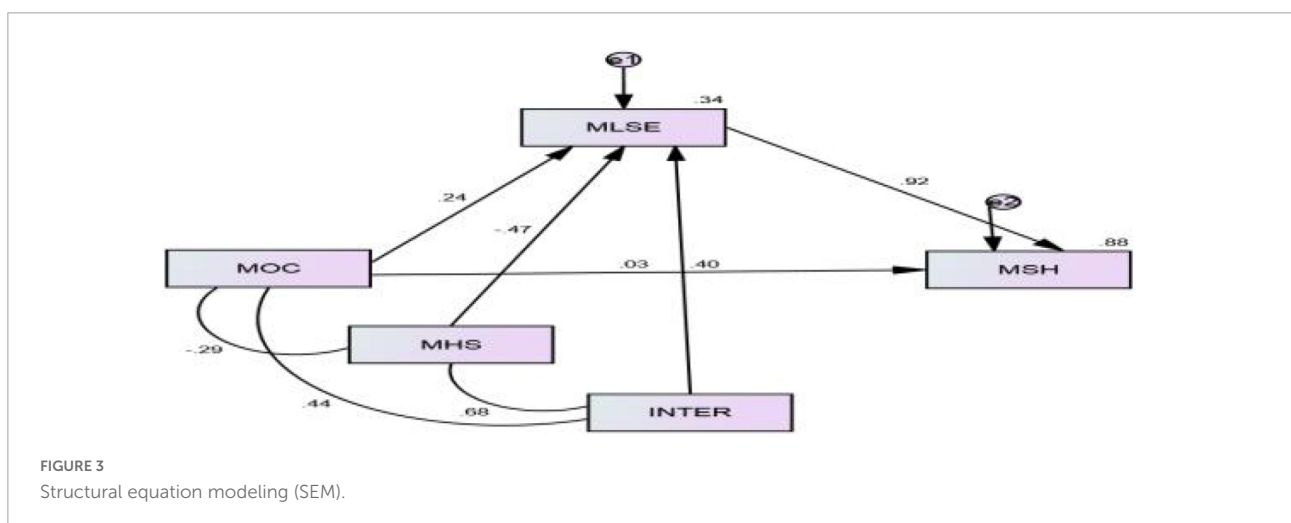 e1
.34
MLSE
.92
.24
e2
-.47
.88
MOC
.03
.40
MSH
MHS
-.29
.44
.68
INTER
FIGURE 3
Structural equation modeling (SEM).